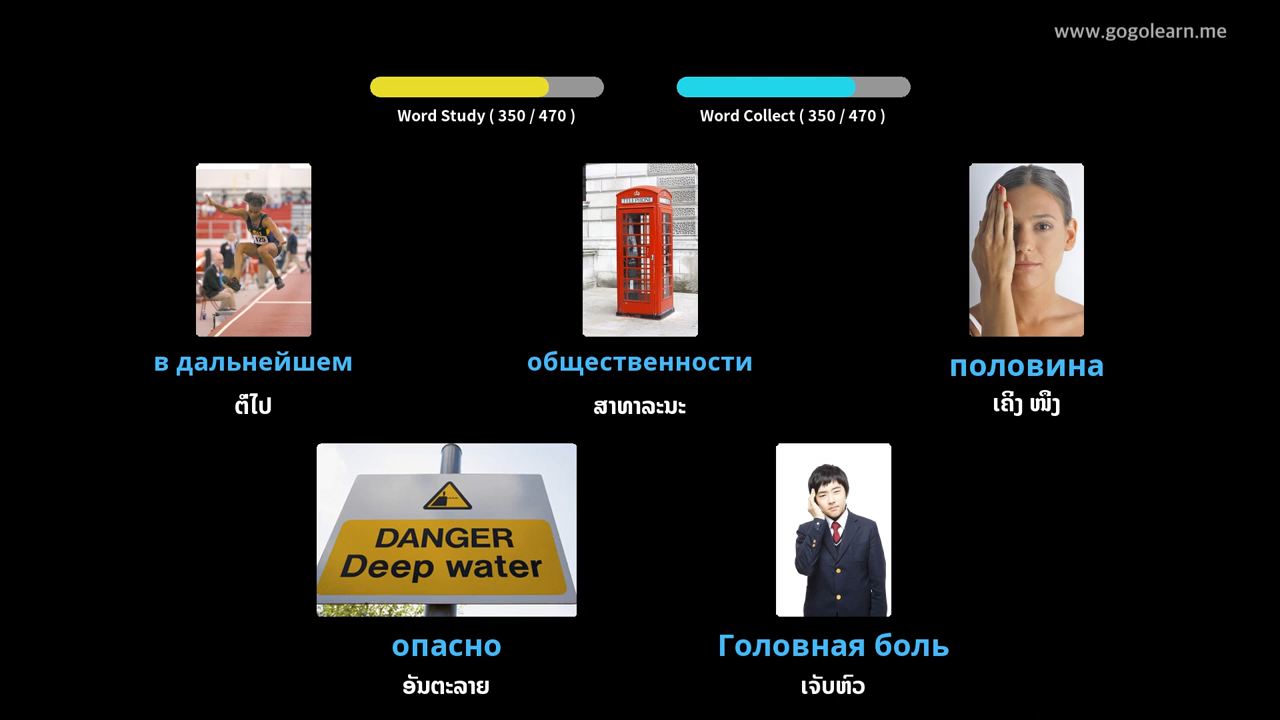 www.gogolearn.me
Word Study ( 350 / 470 )
Word Collect ( 350 / 470 )
TELEPHONE
в дальнейшем
общественности
половина
ຕໍ່ໄປ
ສາທາລະນະ
ເຄິ່ງ ໜຶ່ງ
DANGER
Deep water
опасно
Головная боль
ອັນຕະລາຍ
ເຈັບຫົວ